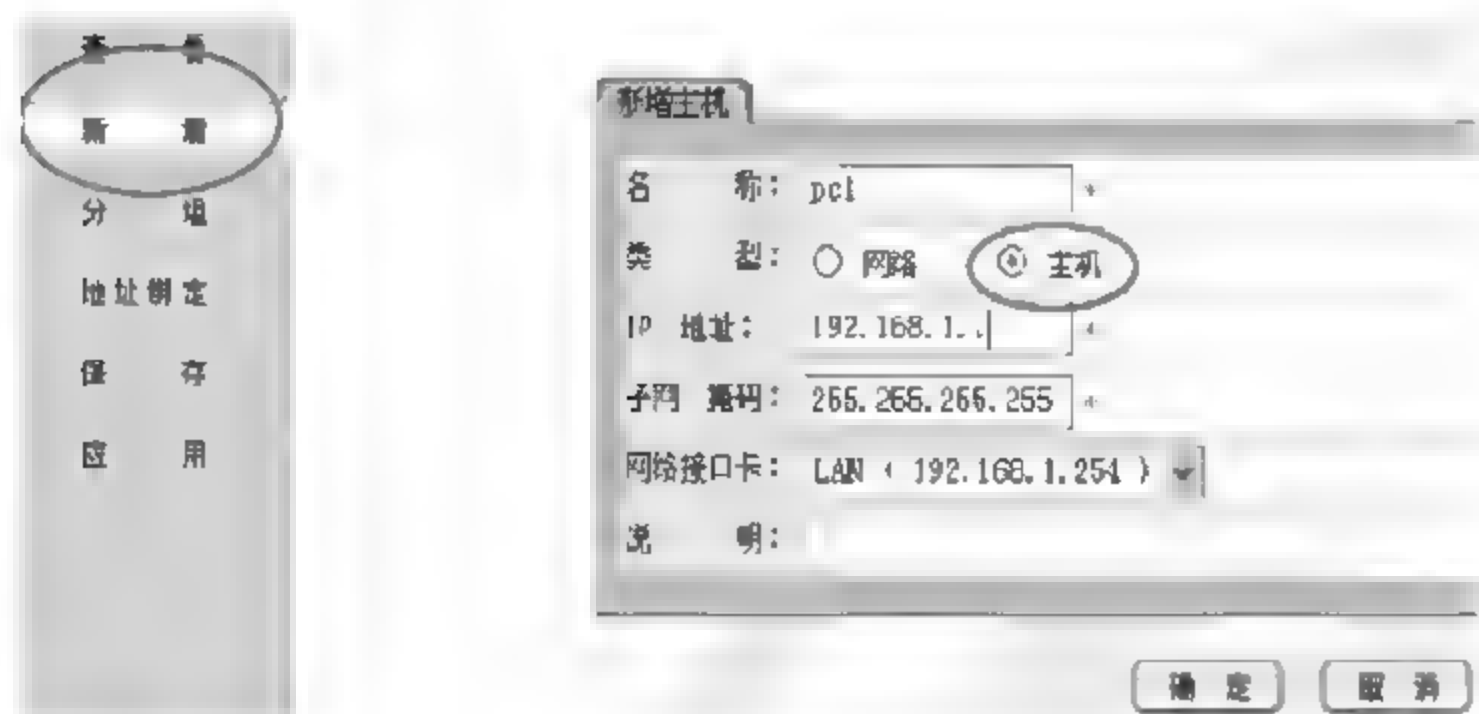 查 看
新 增
分 组
地址绑定
保 存
应 用
新增主机
名 称： pc1
类 型： 网络 主机
IP 地址： 192.168.1.
子网 掩码： 255.255.255.255
网络接口卡： LAN ( 192.168.1.254 )
说 明：
确 定 取 消